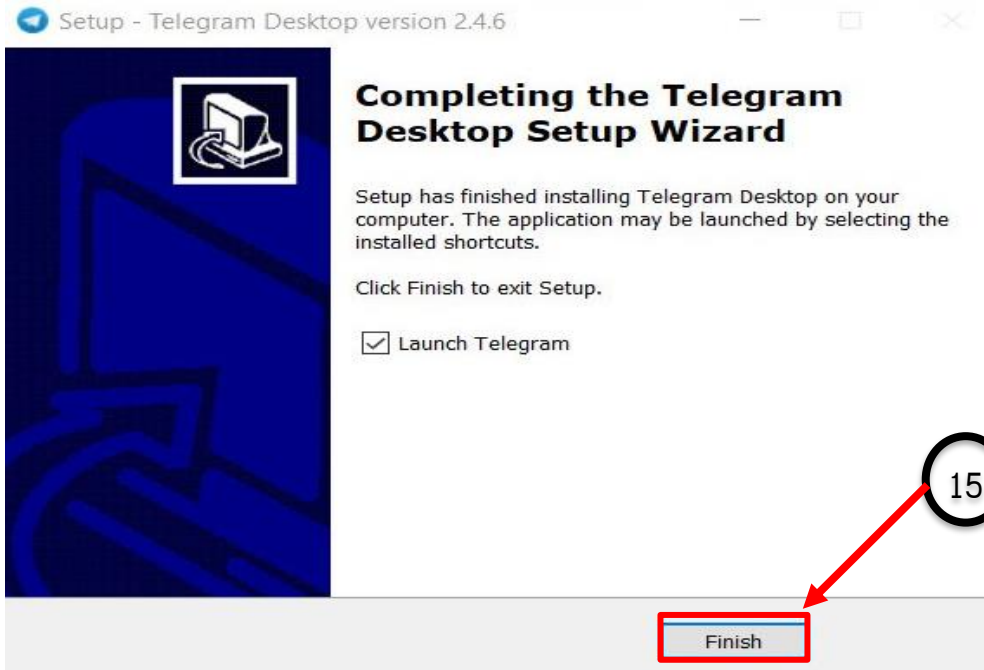 Setup - Telegram Desktop version 2.4.6
Completing the Telegram
Desktop Setup Wizard
Setup has finished installing Telegram Desktop on your
computer. The application may be launched by selecting the
installed shortcuts.
Click Finish to exit Setup.
Launch Telegram
15
Finish